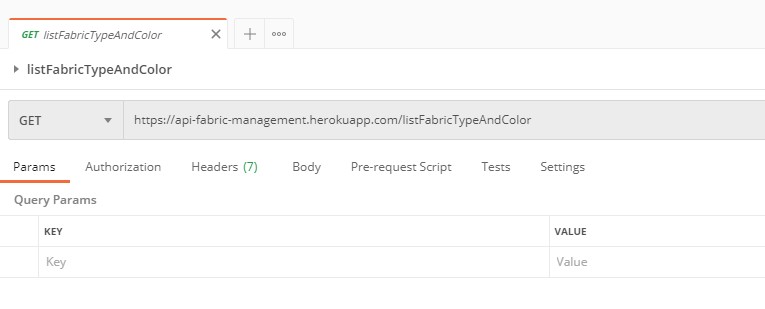 GET listFabricTypeAndColor
listFabricTypeAndColor
GET https://api-fabric-management.herokuapp.com/listFabricTypeAndColor
Params Authorization Headers (7) Body Pre-request Script Tests Settings
Query Params
KEY VALUE
Key Value